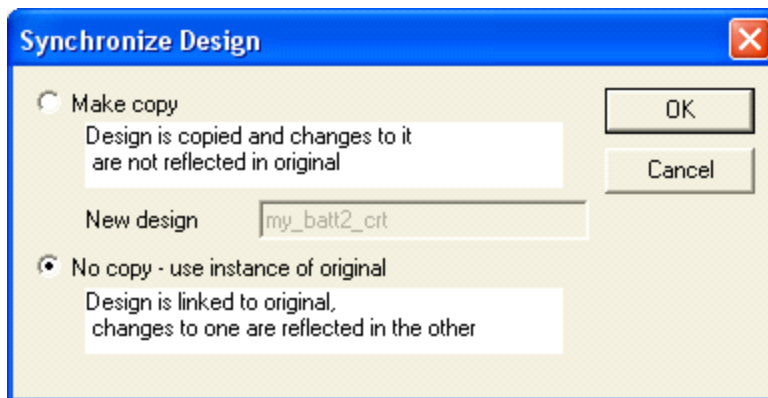 Synchronize Design
Make copy
OK
Design is copied and changes to it
are not reflected in original
Cancel
New design my_batt2_crt
No copy - use instance of original
Design is linked to original,
changes to one are reflected in the other